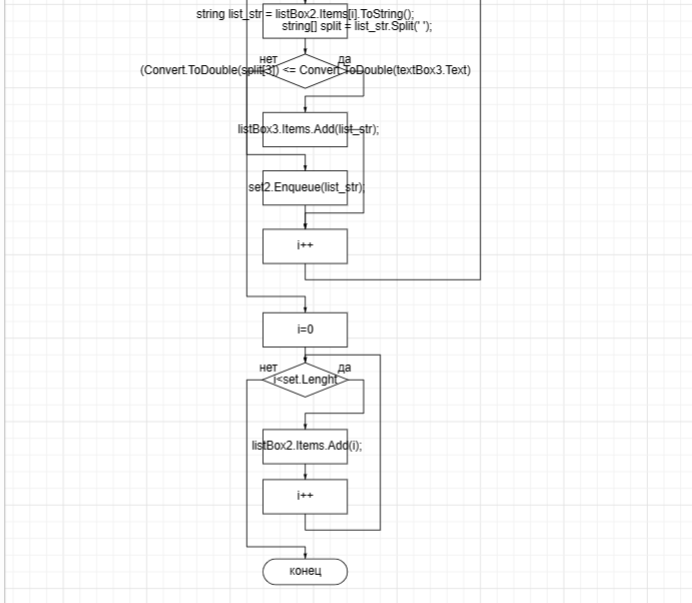 string list_str = listBox2.Items[i].ToString();
string[] split = list_str.Split(' ');
нет
да
(Convert.ToDouble(split[3]) <= Convert.ToDouble(textBox3.Text)
listBox3.Items.Add(list_str);
set2.Enqueue(list_str);
i++
i=0
нет
да
i<set.Lenght
listBox2.Items.Add(i);
i++
конец